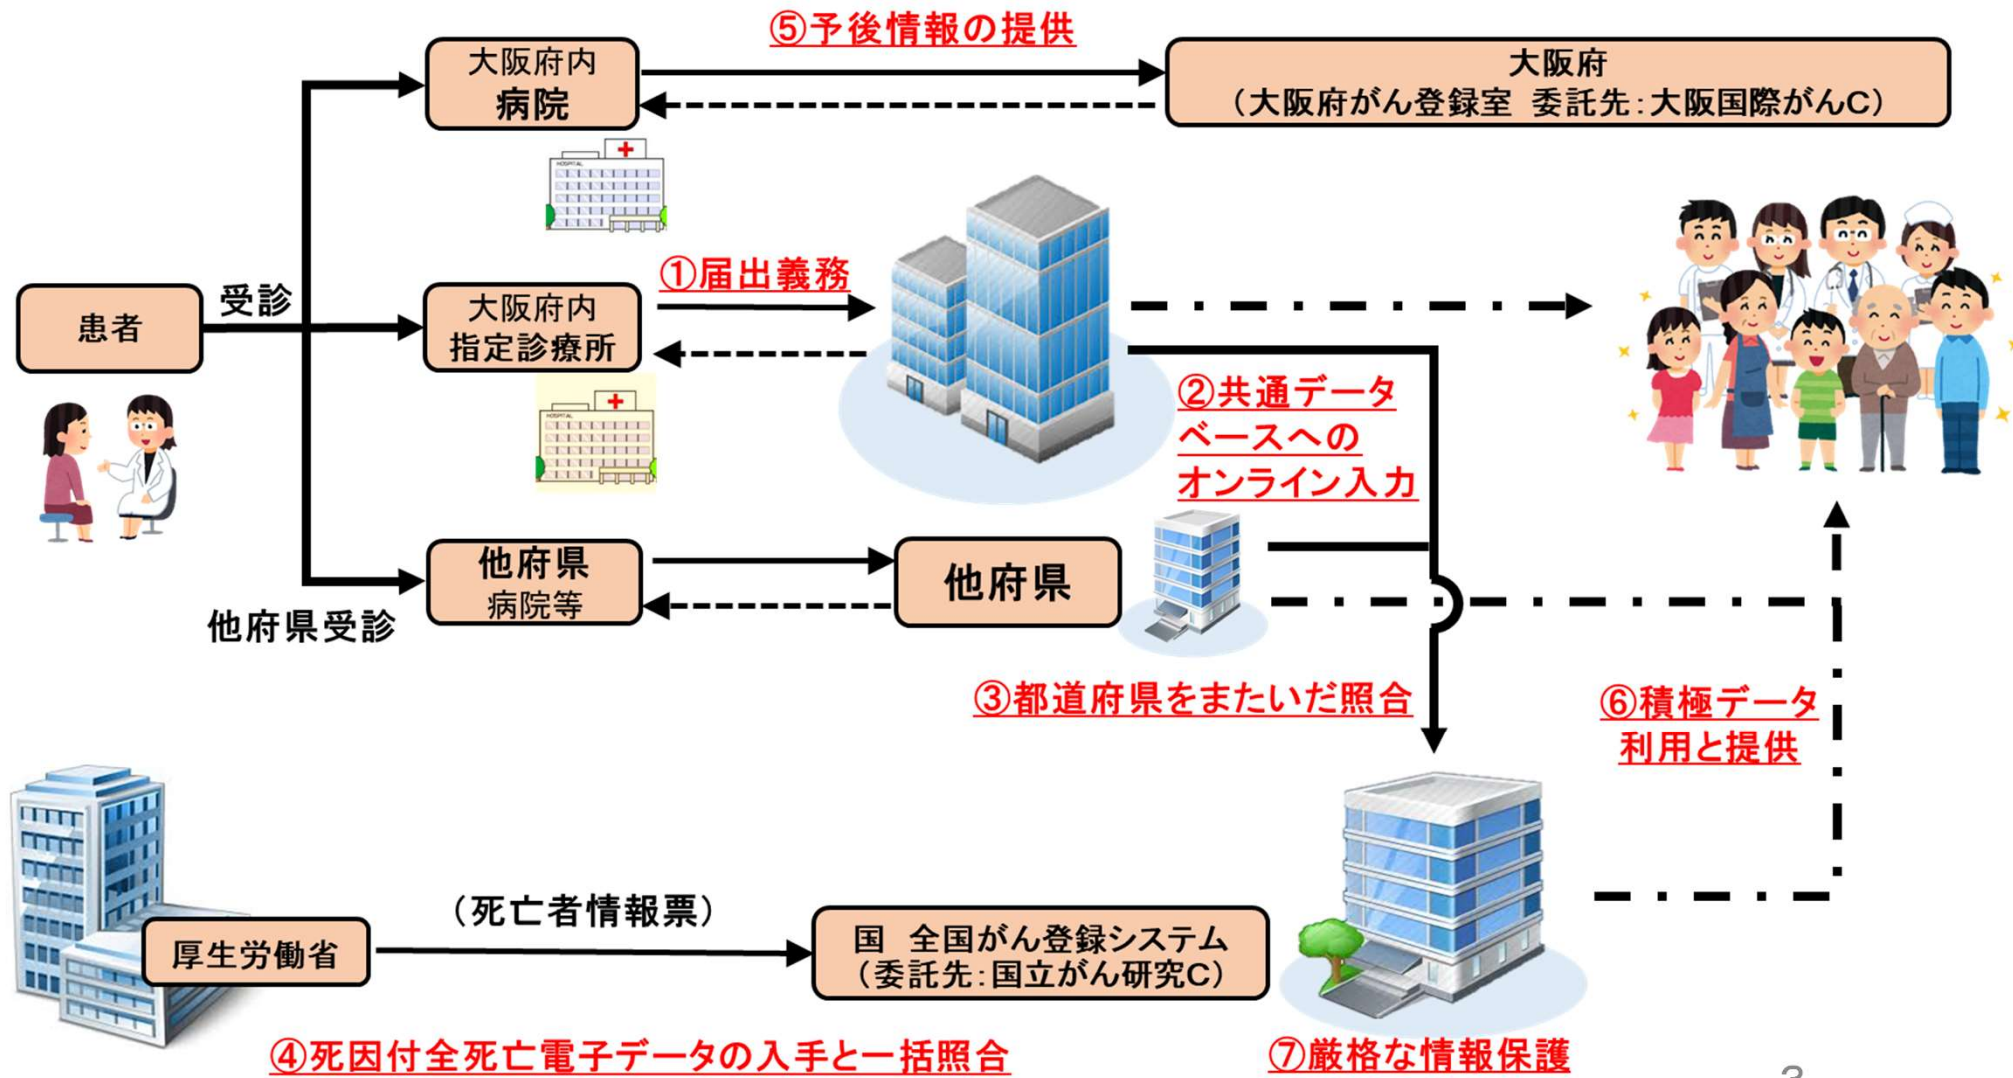 ⑤予後情報の提供
大阪府内
病院
大阪府
（大阪府がん登録室 委託先：大阪国際がんC）
HOSPITAL
①届出義務
患者
受診
大阪府内
指定診療所
HOSPITAL
②共通データ
ベースへの
オンライン入力
他府県
病院等
他府県
他府県受診
③都道府県をまたいだ照合
⑥積極データ
利用と提供
（死亡者情報票）
厚生労働省
国 全国がん登録システム
（委託先：国立がん研究C）
④死因付全死亡電子データの入手と一括照合
⑦厳格な情報保護
3